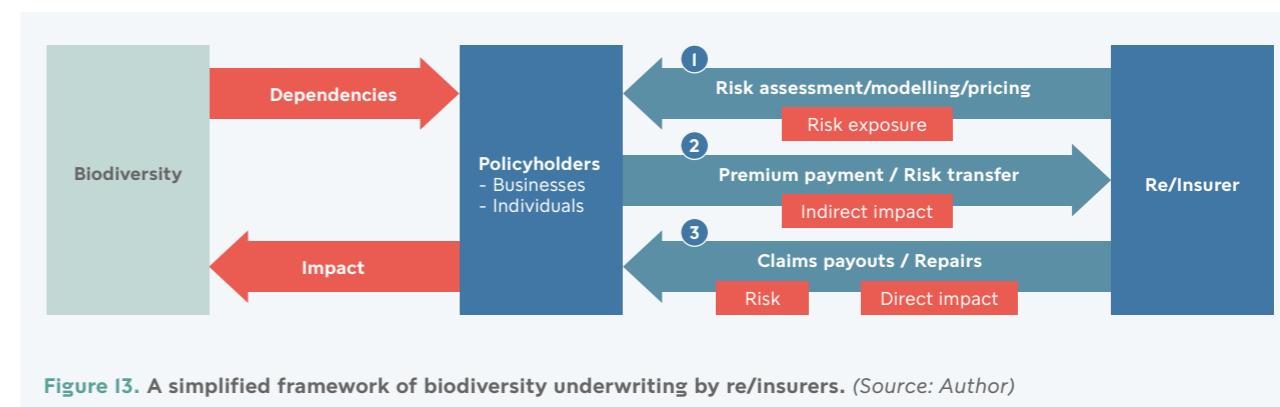 Biodiversity
Dependencies
Impact
Policyholders
- Businesses
- Individuals
1
Risk assessment/modelling/pricing
Risk exposure
2
Premium payment / Risk transfer
Indirect impact
3
Claims payouts / Repairs
Risk
Direct impact
Re/Insurer
Figure 13. A simplified framework of biodiversity underwriting by re/insurers. (Source: Author)